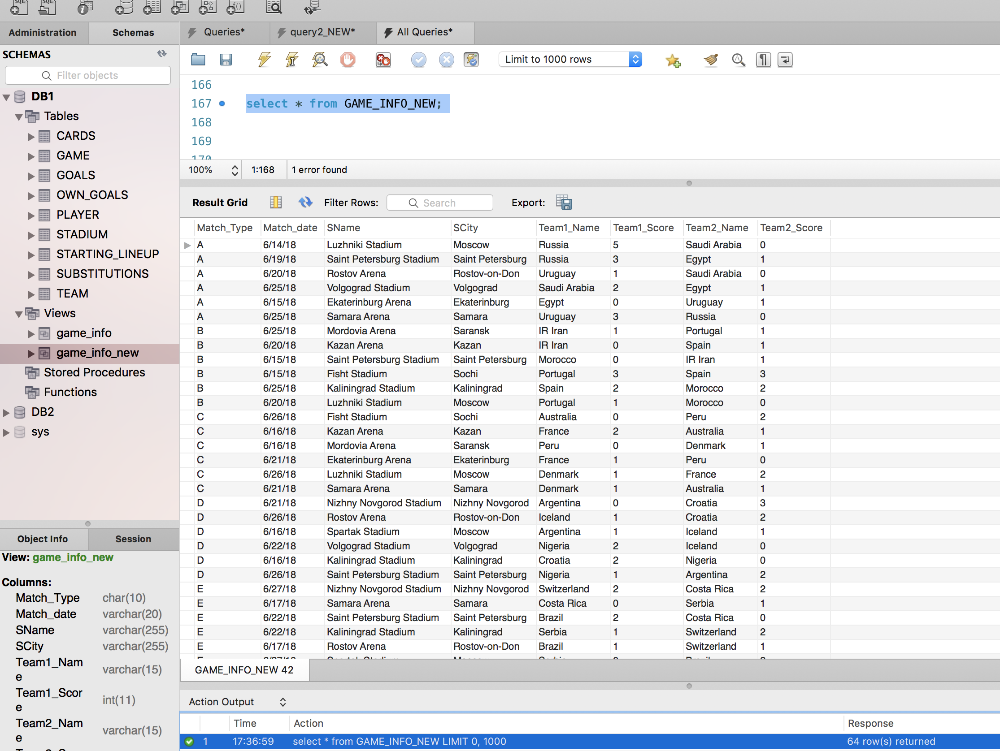 Administration Schemas Queries* query2_NEW* All Queries*
SCHEMAS
Filter objects
DB1
Tables
CARDS
GAME
GOALS
OWN_GOALS
PLAYER
STADIUM
STARTING_LINEUP
SUBSTITUTIONS
TEAM
Views
game_info
game_info_new
Stored Procedures
Functions
DB2
sys
Object Info Session
View: game_info_new
Columns:
Match_Type char(10)
Match_date varchar(20)
SName varchar(255)
SCity varchar(255)
Team1_Nam
e varchar(15)
Team1_Scor
e int(11)
Team2_Nam
e varchar(15)
Limit to 1000 rows
166
167 select * from GAME_INFO_NEW;
168
169
170
100% 1:168 1 error found
Result Grid Filter Rows: Search Export:
Match_Type Match_date SName SCity Team1_Name Team1_Score Team2_Name Team2_Score
A 6/14/18 Luzhniki Stadium Moscow Russia 5 Saudi Arabia 0
A 6/19/18 Saint Petersburg Stadium Saint Petersburg Russia 3 Egypt 1
A 6/20/18 Rostov Arena Rostov-on-Don Uruguay 1 Saudi Arabia 0
A 6/25/18 Volgograd Stadium Volgograd Saudi Arabia 2 Egypt 1
A 6/15/18 Ekaterinburg Arena Ekaterinburg Egypt 0 Uruguay 1
A 6/25/18 Samara Arena Samara Uruguay 3 Russia 0
B 6/25/18 Mordovia Arena Saransk IR Iran 1 Portugal 1
B 6/20/18 Kazan Arena Kazan IR Iran 0 Spain 1
B 6/15/18 Saint Petersburg Stadium Saint Petersburg Morocco 0 IR Iran 1
B 6/15/18 Fisht Stadium Sochi Portugal 3 Spain 3
B 6/25/18 Kaliningrad Stadium Kaliningrad Spain 2 Morocco 2
B 6/20/18 Luzhniki Stadium Moscow Portugal 1 Morocco 0
C 6/26/18 Fisht Stadium Sochi Australia 0 Peru 2
C 6/16/18 Kazan Arena Kazan France 2 Australia 1
C 6/16/18 Mordovia Arena Saransk Peru 0 Denmark 1
C 6/21/18 Ekaterinburg Arena Ekaterinburg France 1 Peru 0
C 6/26/18 Luzhniki Stadium Moscow Denmark 1 France 2
C 6/21/18 Samara Arena Samara Denmark 1 Australia 1
D 6/21/18 Nizhny Novgorod Stadium Nizhny Novgorod Argentina 0 Croatia 3
D 6/26/18 Rostov Arena Rostov-on-Don Iceland 1 Croatia 2
D 6/16/18 Spartak Stadium Moscow Argentina 1 Iceland 1
D 6/22/18 Volgograd Stadium Volgograd Nigeria 2 Iceland 0
D 6/16/18 Kaliningrad Stadium Kaliningrad Croatia 2 Nigeria 0
D 6/26/18 Saint Petersburg Stadium Saint Petersburg Nigeria 1 Argentina 2
E 6/27/18 Nizhny Novgorod Stadium Nizhny Novgorod Switzerland 2 Costa Rica 2
E 6/17/18 Samara Arena Samara Costa Rica 0 Serbia 1
E 6/22/18 Saint Petersburg Stadium Saint Petersburg Brazil 2 Costa Rica 0
E 6/22/18 Kaliningrad Stadium Kaliningrad Serbia 1 Switzerland 2
E 6/17/18 Rostov Arena Rostov-on-Don Brazil 1 Switzerland 1
GAME_INFO_NEW 42
Action Output
Time Action Response
1 17:36:59 select * from GAME_INFO_NEW LIMIT 0, 1000 64 row(s) returned